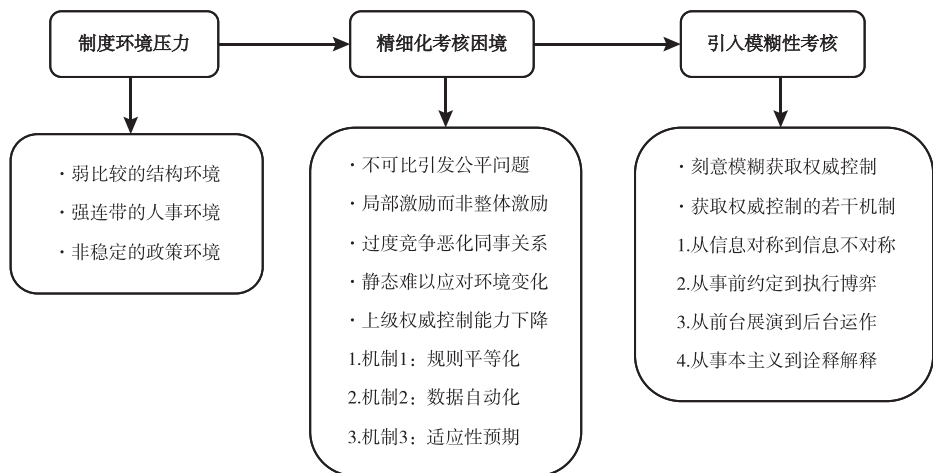 制度环境压力
精细化考核困境
引入模糊性考核
·弱比较的结构环境
·强连带的人事环境
·非稳定的政策环境
·不可比引发公平问题
·局部激励而非整体激励
·过度竞争恶化同事关系
·静态难以应对环境变化
·上级权威控制能力下降
1.机制1：规则平等化
2.机制2：数据自动化
3.机制3：适应性预期
·刻意模糊获取权威控制
·获取权威控制的若干机制
1.从信息对称到信息不对称
2.从事前约定到执行博弈
3.从前台展演到后台运作
4.从事本主义到诠释解释